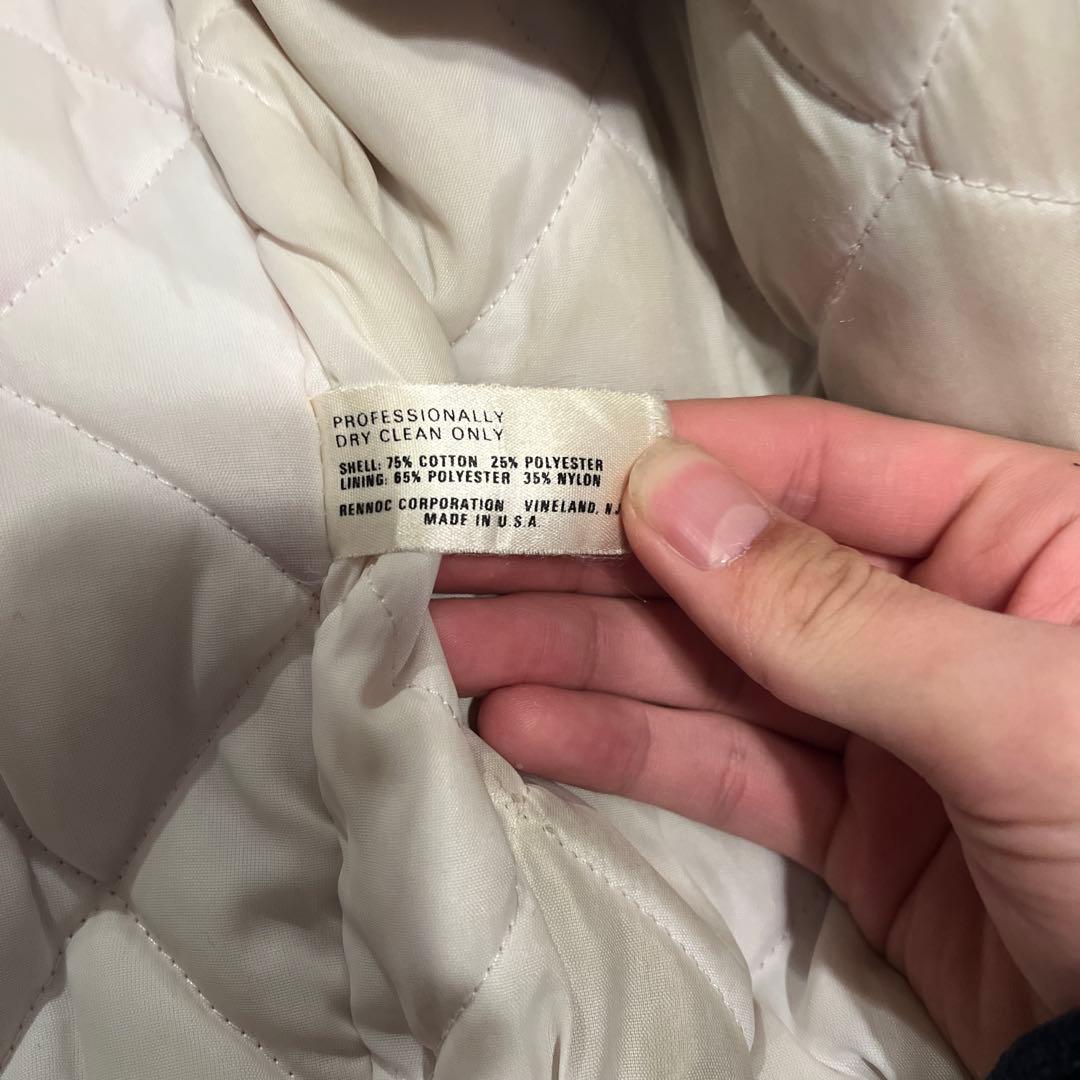 PROFESSIONALLY
DRY CLEAN ONLY
SHELL: 75% COTTON 25% POLYESTER
LINING: 65% POLYESTER 35% NYLON
RENNOC CORPORATION VINELAND, NJ
MADE IN U.S.A